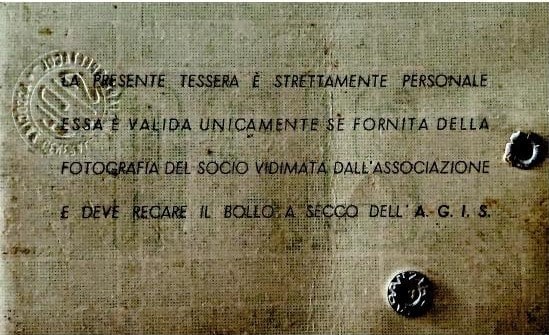 LA PRESENTE TESSERA È STRETTAMENTE PERSONALE
ESSA È VALIDA UNICAMENTE SE FORNITA DELLA
FOTOGRAFIA DEL SOCIO VIDIMATA DALL'ASSOCIAZIONE
E DEVE RECARE IL BOLLO A SECCO DELL'A.G.I.S.